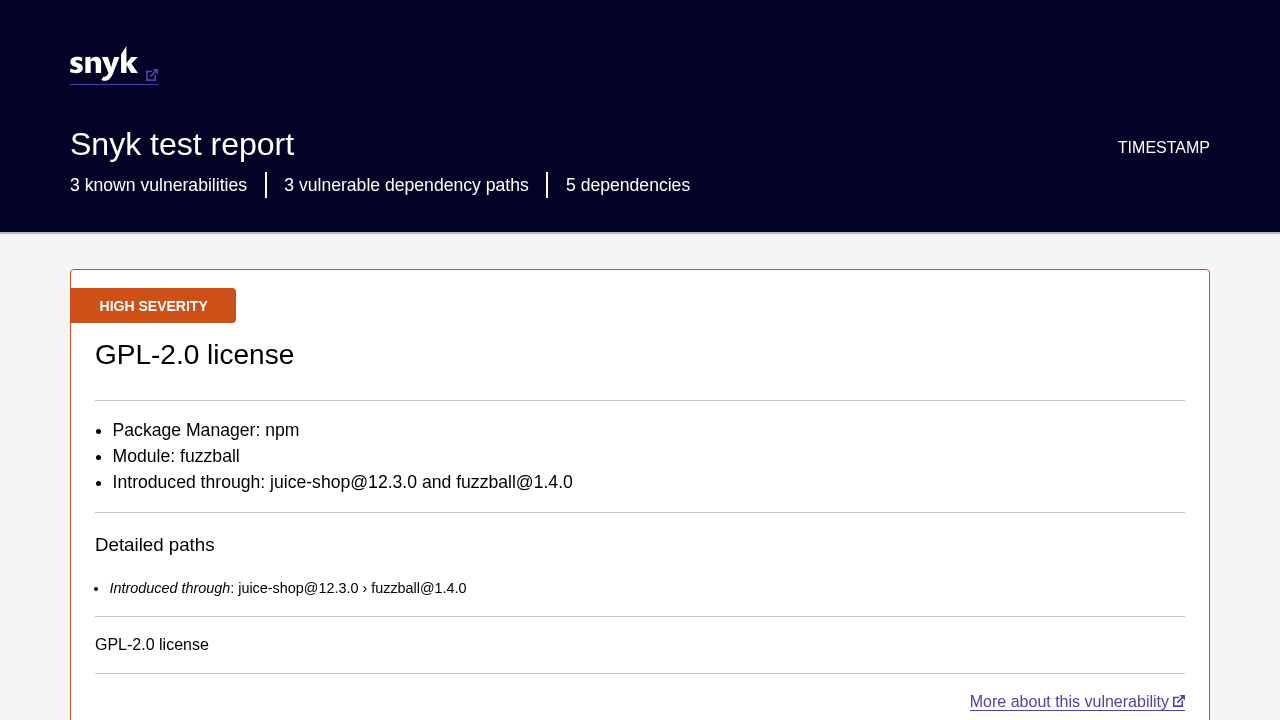 snyk
Snyk test report
TIMESTAMP
3 known vulnerabilities
3 vulnerable dependency paths
5 dependencies
HIGH SEVERITY
GPL-2.0 license
Package Manager: npm
Module: fuzzball
Introduced through: juice-shop@12.3.0 and fuzzball@1.4.0
Detailed paths
Introduced through: juice-shop@12.3.0 › fuzzball@1.4.0
GPL-2.0 license
More about this vulnerability